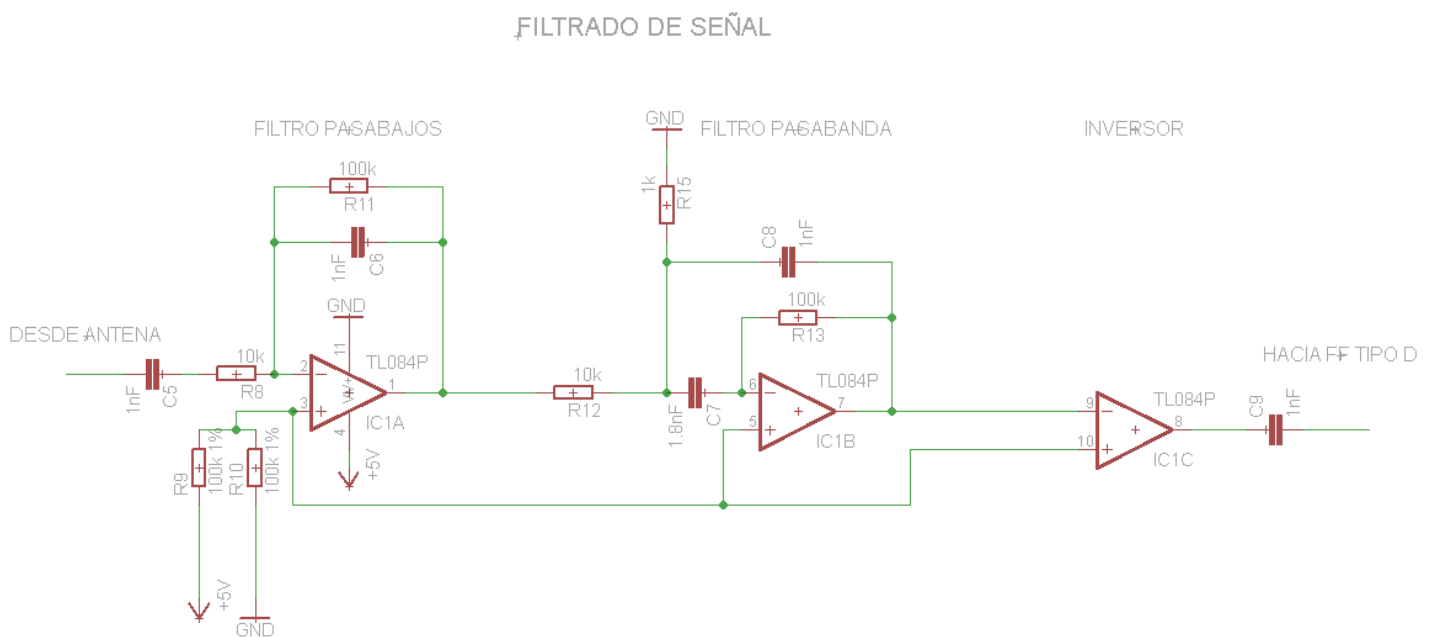 FILTRADO DE SEÑAL
FILTRO PASABAJOS
GND
FILTRO PASABANDA
INVERSOR
100k
R11
1k
R15
1nF
C6
C8
1nF
GND
100k
R13
DESDE ANTENA
11
TL084P
HACIA FF TIPO D
10k
R8
2
1
V+
V-
3
IC1A
4
1nF
C5
10k
R12
1.8nF
C7
6
TL084P
7
5
IC1B
9
TL084P
8
10
IC1C
C9
1nF
R9
100k 1%
R10
100k 1%
+5V
+5V
GND